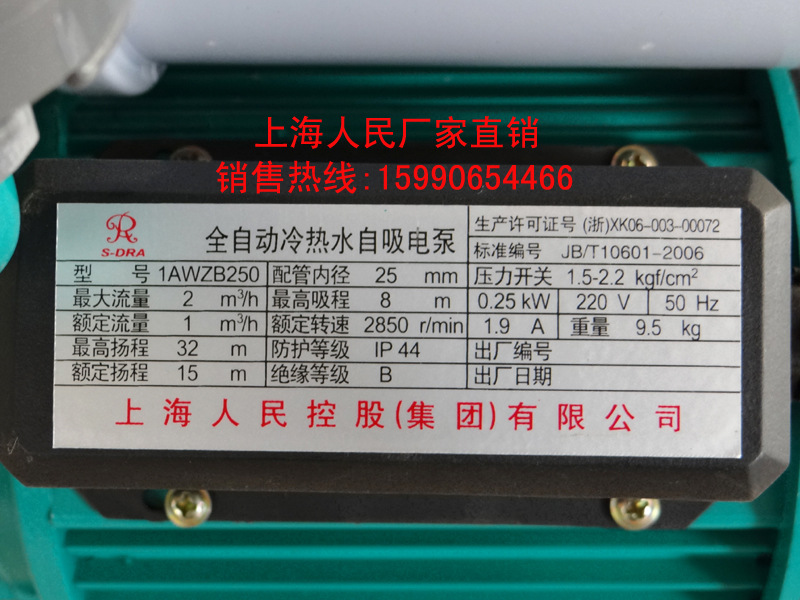 上海人民厂家直销
销售热线:15990654466
S-DRA
全自动冷热水自吸电泵
生产许可证号 (浙)XK06-003-00072
标准编号 JB/T10601-2006
型 号 1AWZB250 配管内径 25 mm 压力开关 1.5-2.2 kgf/cm²
最大流量 2 m³/h 最高吸程 8 m 0.25 kW 220 V 50 Hz
额定流量 1 m³/h 额定转速 2850 r/min 1.9 A 重量 9.5 kg
最高扬程 32 m 防护等级 IP 44 出厂编号
额定扬程 15 m 绝缘等级 B 出厂日期
上海人民控股(集团)有限公司